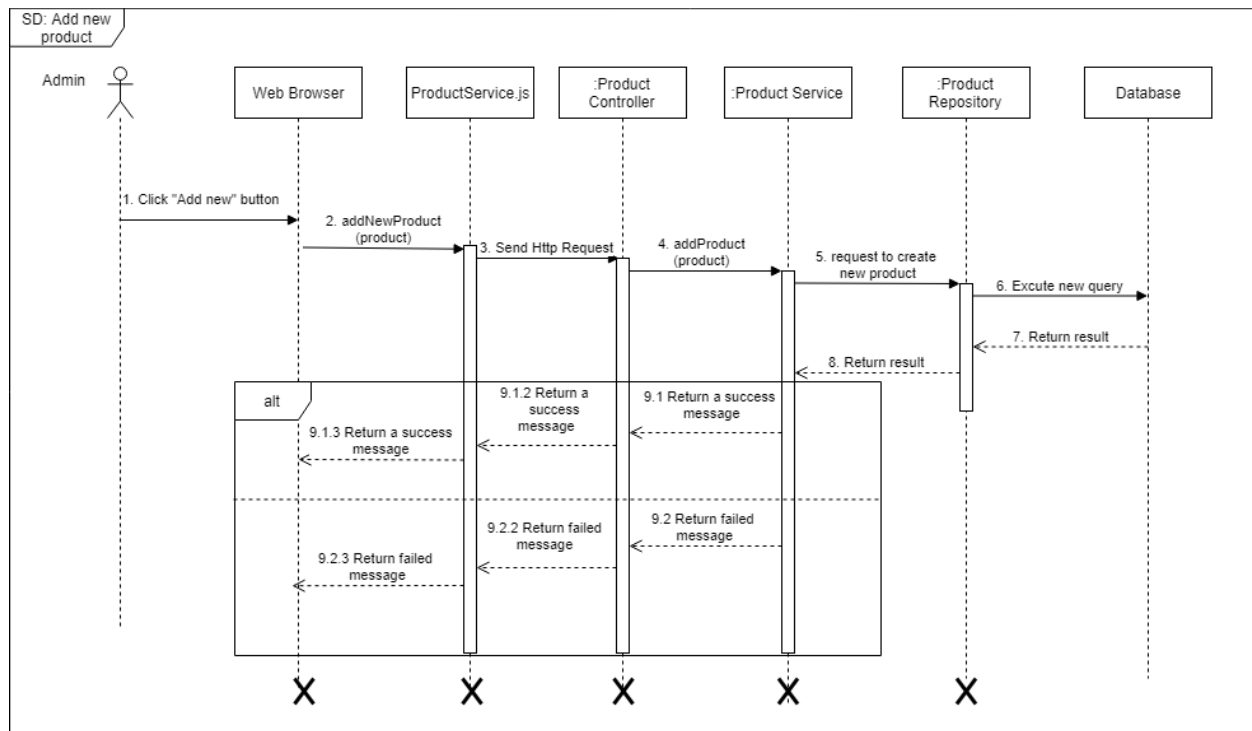 SD: Add new
product
Admin
Web Browser
ProductService.js
:Product
Controller
:Product Service
:Product
Repository
Database
1. Click "Add new" button
2. addNewProduct
(product)
3. Send Http Request
4. addProduct
(product)
5. request to create
new product
6. Excute new query
7. Return result
8. Return result
alt
9.1 Return a success
message
9.1.2 Return a
success
message
9.1.3 Return a success
message
9.2 Return failed
message
9.2.2 Return failed
message
9.2.3 Return failed
message